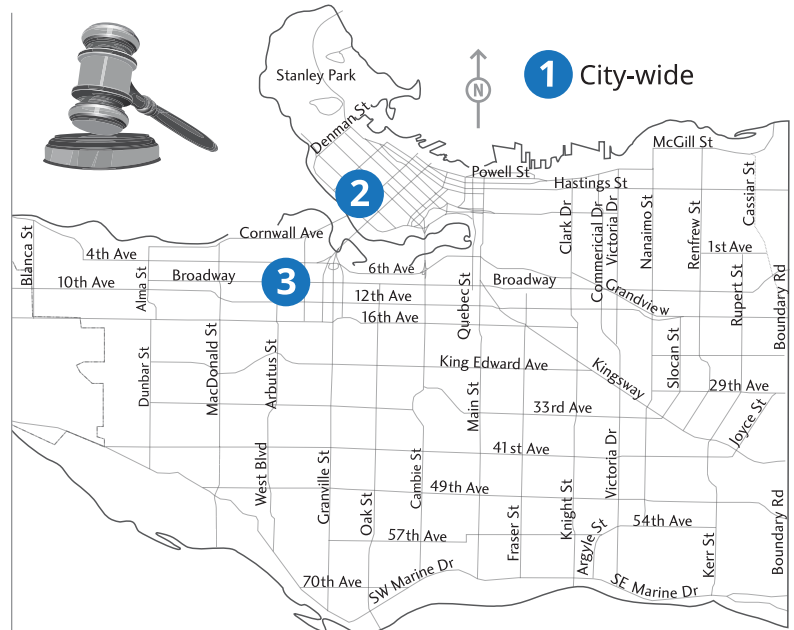 Stanley Park
N
1 City-wide
Denman St
McGill St
Powell St
Hastings St
2
Cassiar St
Clark Dr
Commercial Dr
Victoria Dr
Nanaimo St
Renfrew St
Blanca St
Cornwall Ave
4th Ave
1st Ave
10th Ave
Alma St
Broadway
3
6th Ave
Broadway
Grandview
Rupert St
Boundary Rd
12th Ave
Quebec St
16th Ave
Dunbar St
MacDonald St
Arbutus St
King Edward Ave
Kingsway
Slocan St
29th Ave
Main St
33rd Ave
Joyce St
West Blvd
Granville St
Oak St
Cambie St
41st Ave
Victoria Dr
49th Ave
Fraser St
Knight St
Argyle St
54th Ave
Kerr St
Boundary Rd
57th Ave
70th Ave
SW Marine Dr
SE Marine Dr